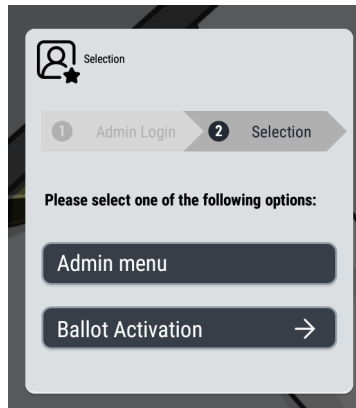 Selection
1 Admin Login 2 Selection
Please select one of the following options:
Admin menu
Ballot Activation